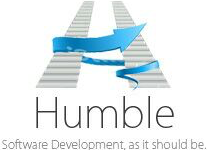 Humble
Software Development, as it should be.